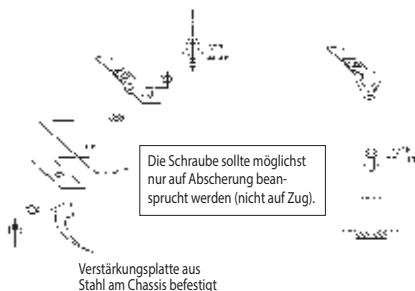 Die Schraube sollte möglichst
nur auf Abscherung bean-
sprucht werden (nicht auf Zug).
Verstärkungsplatte aus
Stahl am Chassis befestigt